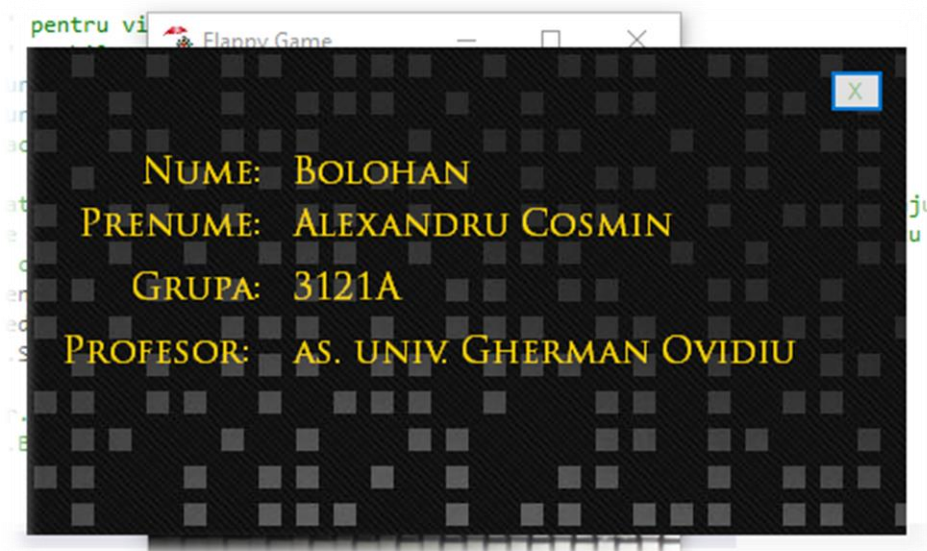 pentru vi
Flappy Game
X
Nume: Bolohan
Prenume: Alexandru Cosmin
Grupa: 3121A
Profesor: as. univ. Gherman Ovidiu